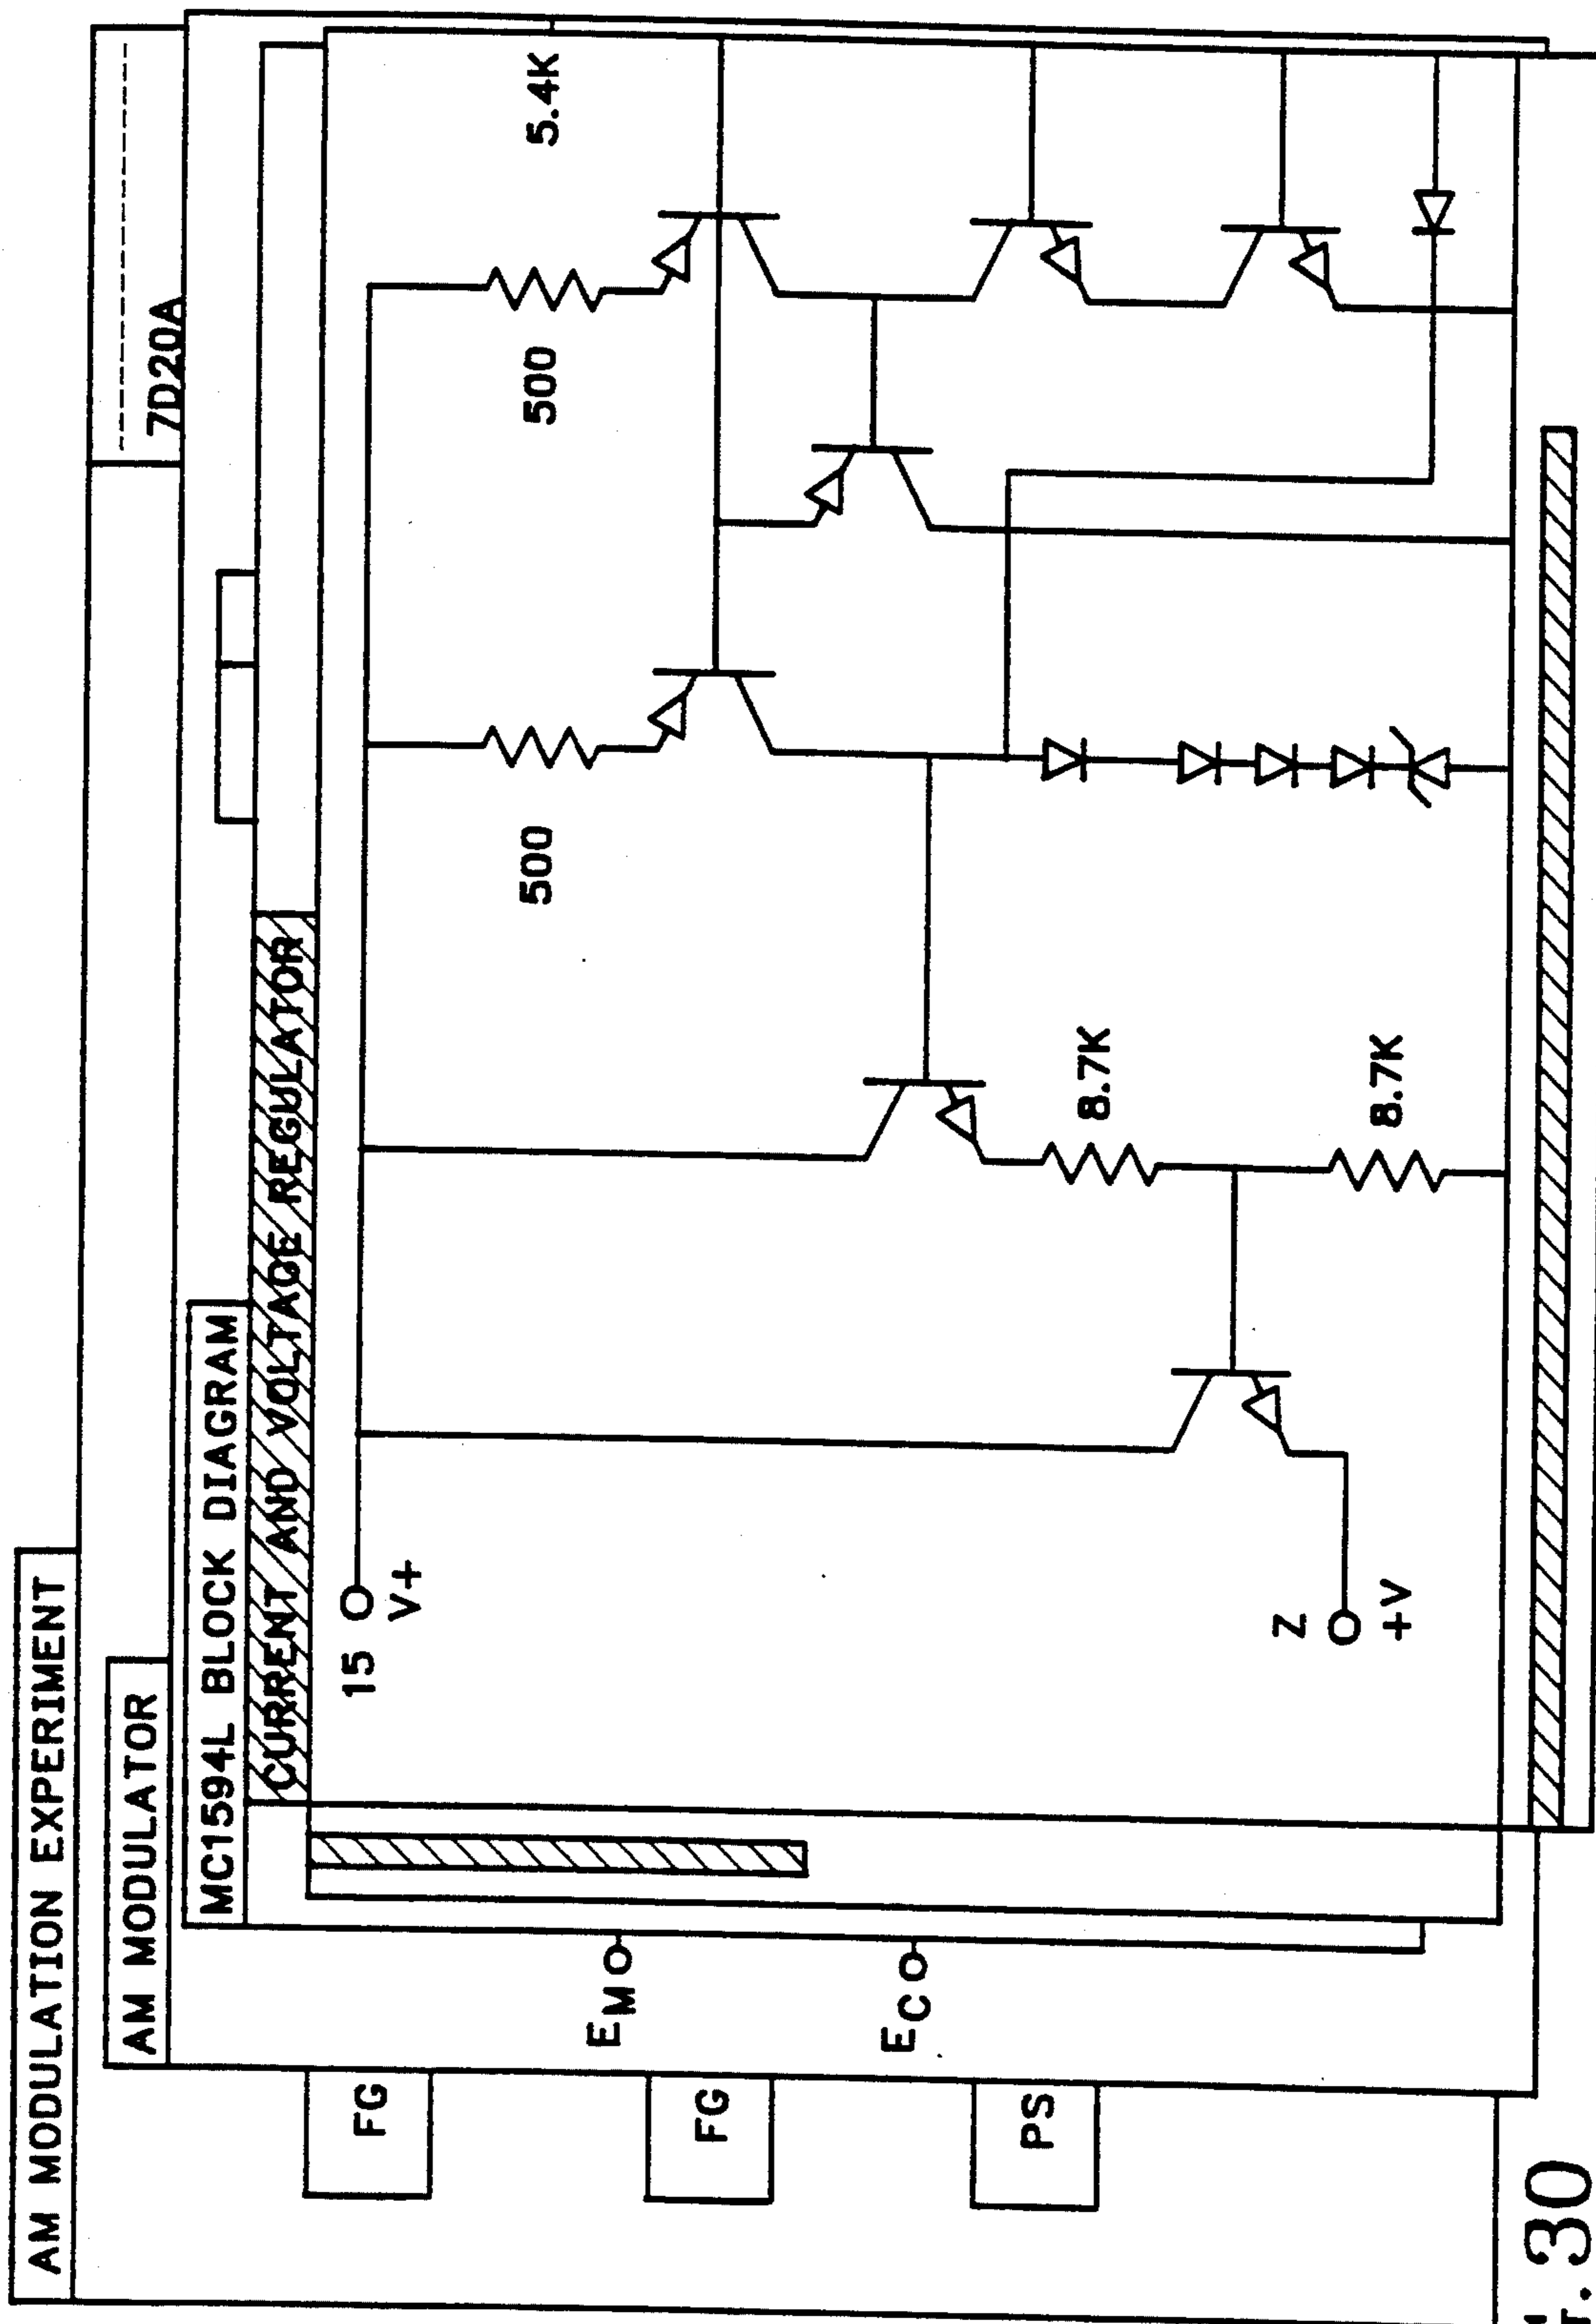 AM MODULATION EXPERIMENT
7D20A
AM MODULATOR
MC1594L BLOCK DIAGRAM
CURRENT AND VOLTAGE REGULATOR
15
V+
500
500
5.4K
8.7K
8.7K
Z
+V
FG
EM
FG
EC
PS
30